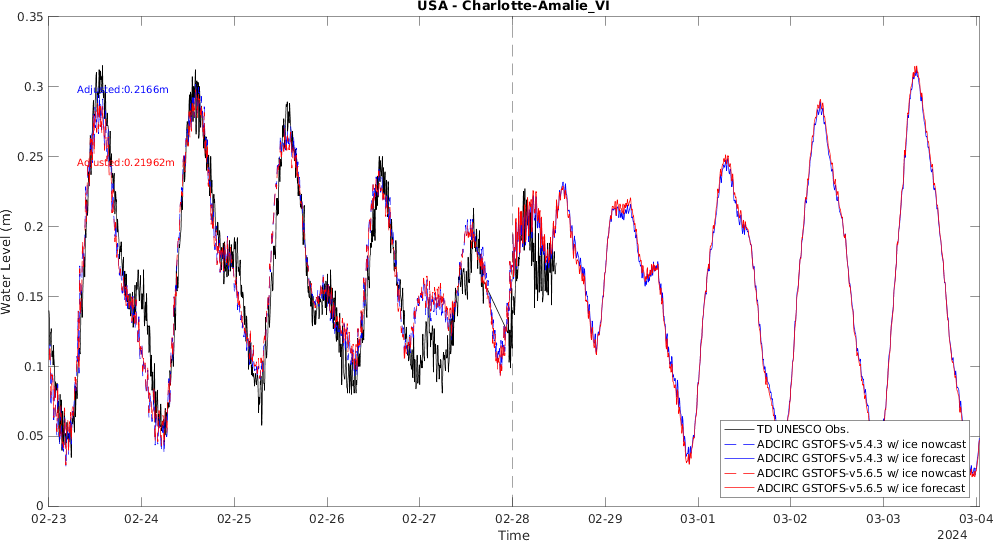 USA - Charlotte-Amalie_VI
Water Level (m)
0.35
0.3
0.25
0.2
0.15
0.1
0.05
0
Adjusted:0.2166m
Adjusted:0.21962m
TD UNESCO Obs.
ADCIRC GSTOFS-v5.4.3 w/ ice nowcast
ADCIRC GSTOFS-v5.4.3 w/ ice forecast
ADCIRC GSTOFS-v5.6.5 w/ ice nowcast
ADCIRC GSTOFS-v5.6.5 w/ ice forecast
02-23 02-24 02-25 02-26 02-27 02-28 02-29 03-01 03-02 03-03 03-04
Time
2024